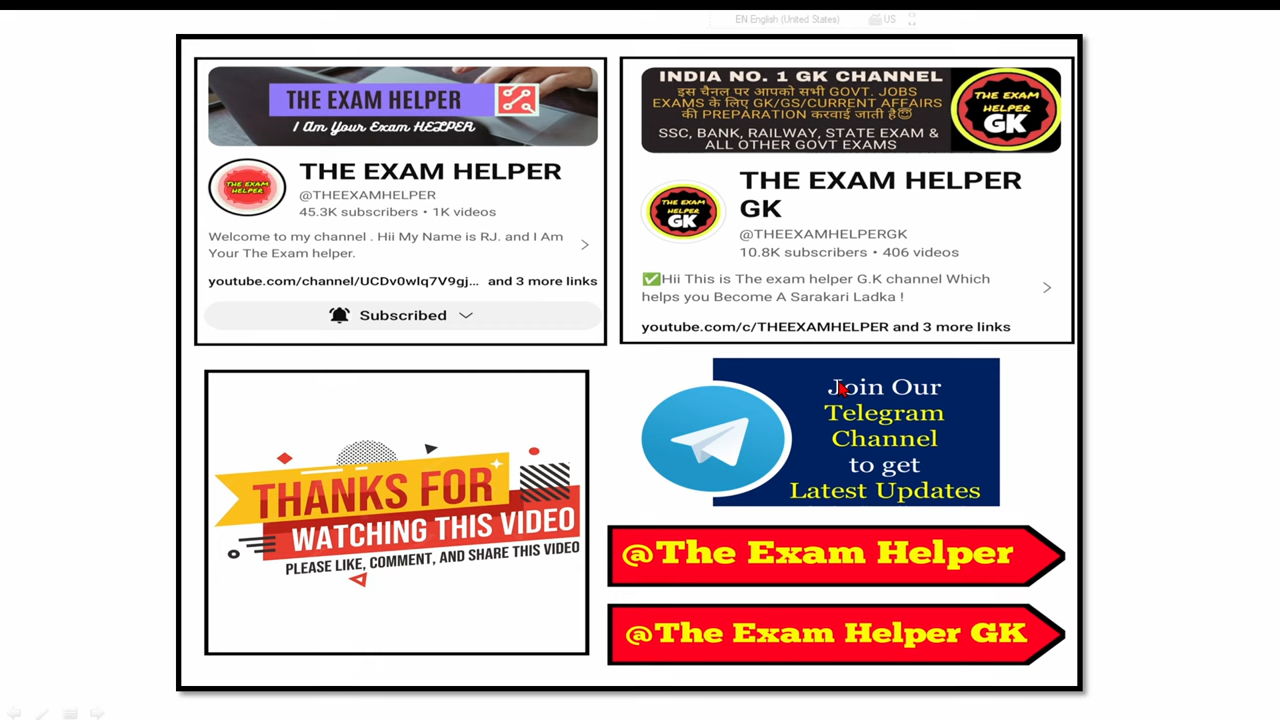 EN English (United States)
US
THE EXAM HELPER
I Am Your Exam HELPER
THE EXAM
HELPER
THE EXAM HELPER
@THEEXAMHELPER
45.3K subscribers • 1K videos
Welcome to my channel . Hii My Name is RJ. and I Am
Your The Exam helper.
youtube.com/channel/UCDv0wlq7V9gj... and 3 more links
Subscribed
INDIA NO. 1 GK CHANNEL
इस चैनल पर आपको सभी GOVT. JOBS
EXAMS के लिए GK/GS/CURRENT AFFAIRS
की PREPARATION करवाई जाती है😇
SSC, BANK, RAILWAY, STATE EXAM &
ALL OTHER GOVT EXAMS
THE EXAM
HELPER
GK
THE EXAM
HELPER
GK
THE EXAM HELPER
GK
@THEEXAMHELPERGK
10.8K subscribers • 406 videos
✅Hii This is The exam helper G.K channel Which
helps you Become A Sarakari Ladka !
youtube.com/c/THEEXAMHELPER and 3 more links
THANKS FOR
WATCHING THIS VIDEO
PLEASE LIKE, COMMENT, AND SHARE THIS VIDEO
Join Our
Telegram
Channel
to get
Latest Updates
@The Exam Helper
@The Exam Helper GK